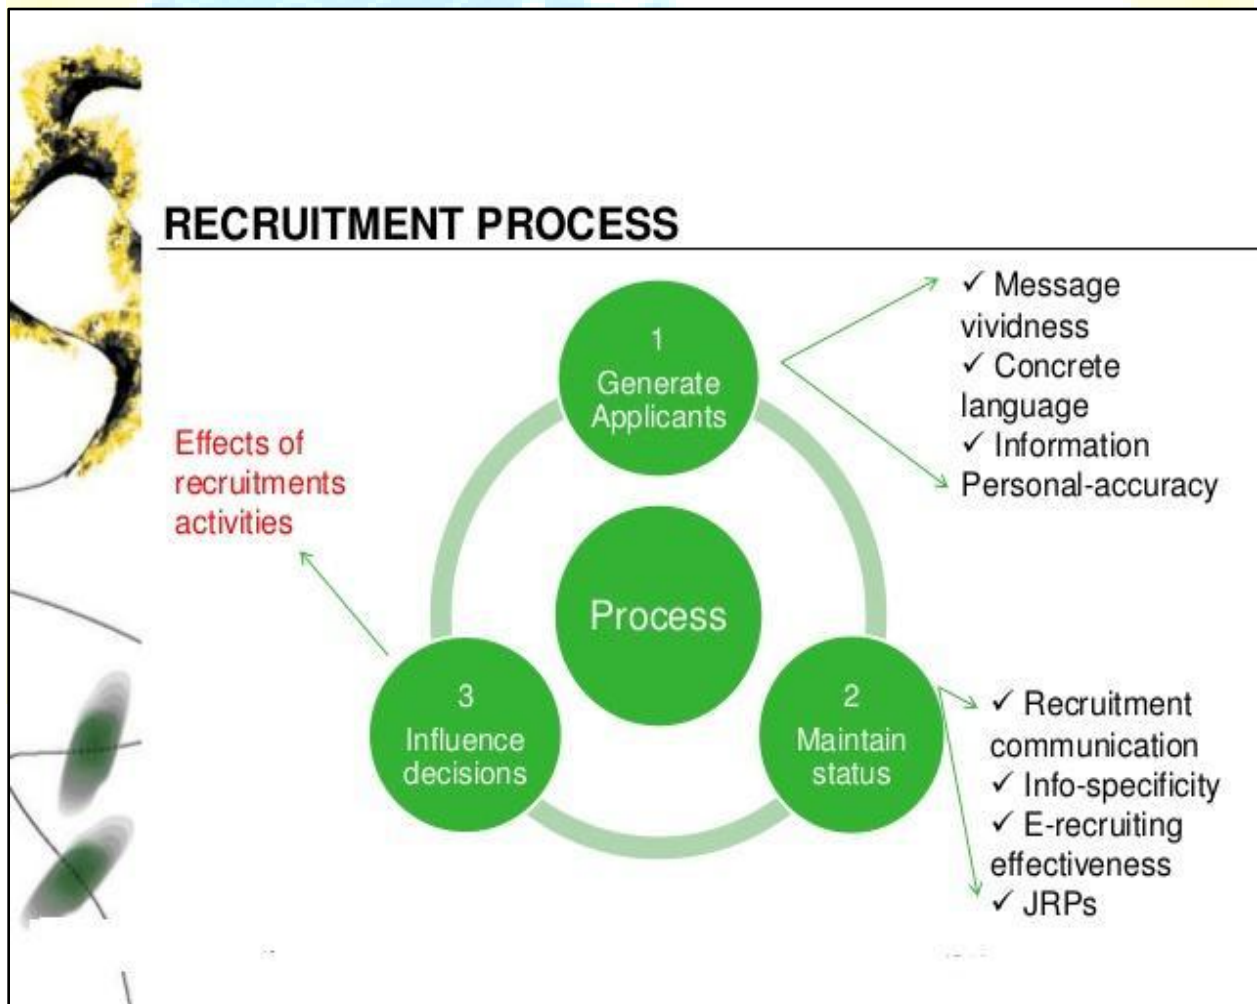 RECRUITMENT PROCESS
1
Generate
Applicants
✓ Message
vividness
✓ Concrete
language
✓ Information
Personal-accuracy
Effects of
recruitments
activities
Process
3
Influence
decisions
2
Maintain
status
✓ Recruitment
communication
✓ Info-specificity
✓ E-recruiting
effectiveness
✓ JRPs